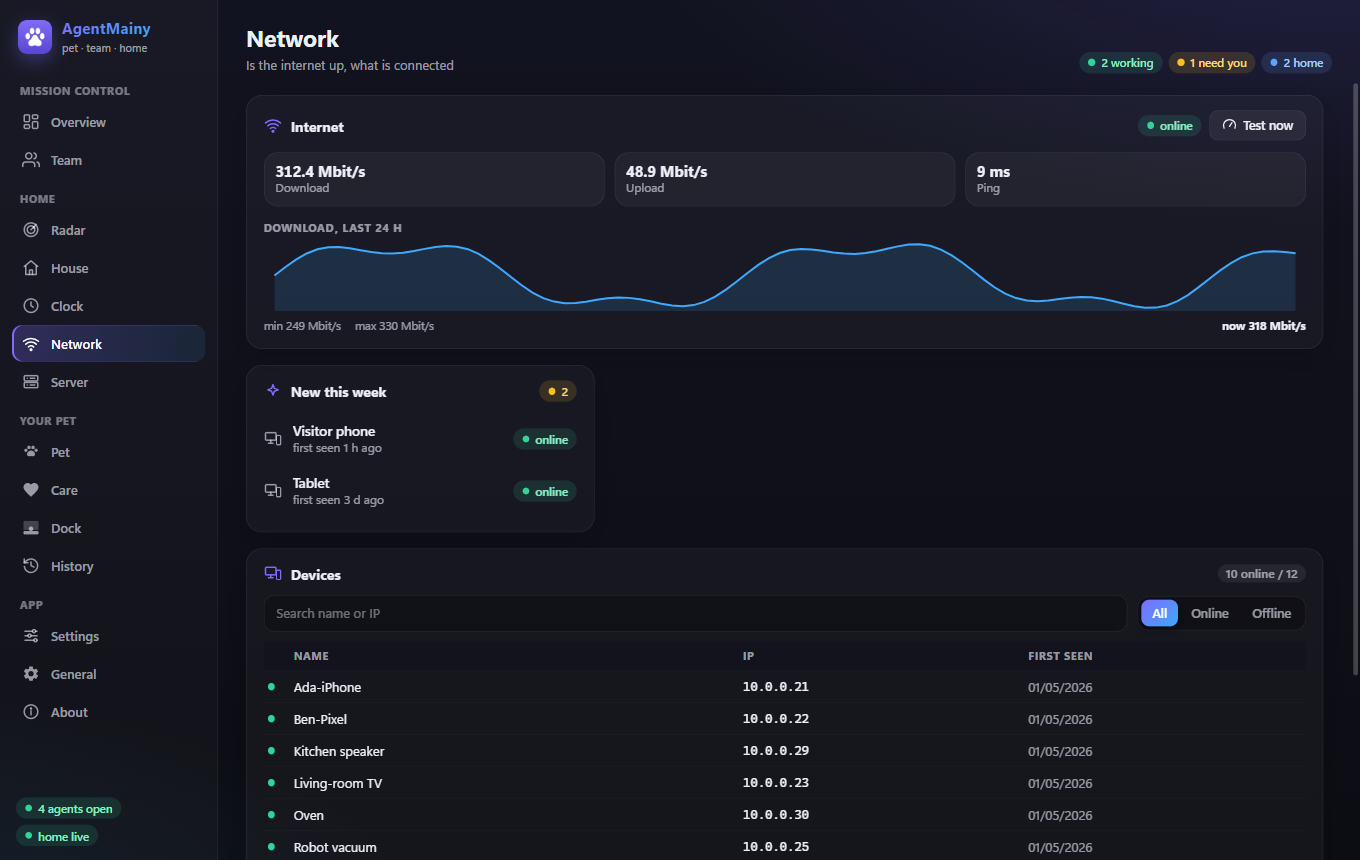 AgentMainy
pet · team · home
MISSION CONTROL
Overview
Team
HOME
Radar
House
Clock
Network
Server
YOUR PET
Pet
Care
Dock
History
APP
Settings
General
About
4 agents open
home live
Network
Is the internet up, what is connected
2 working
1 need you
2 home
Internet
online
Test now
312.4 Mbit/s
Download
48.9 Mbit/s
Upload
9 ms
Ping
DOWNLOAD, LAST 24 H
min 249 Mbit/s max 330 Mbit/s
now 318 Mbit/s
New this week
2
Visitor phone
first seen 1 h ago
online
Tablet
first seen 3 d ago
online
Devices
10 online / 12
Search name or IP
All Online Offline
NAME IP FIRST SEEN
Ada-iPhone 10.0.0.21 01/05/2026
Ben-Pixel 10.0.0.22 01/05/2026
Kitchen speaker 10.0.0.29 01/05/2026
Living-room TV 10.0.0.23 01/05/2026
Oven 10.0.0.30 01/05/2026
Robot vacuum 10.0.0.25 01/05/2026